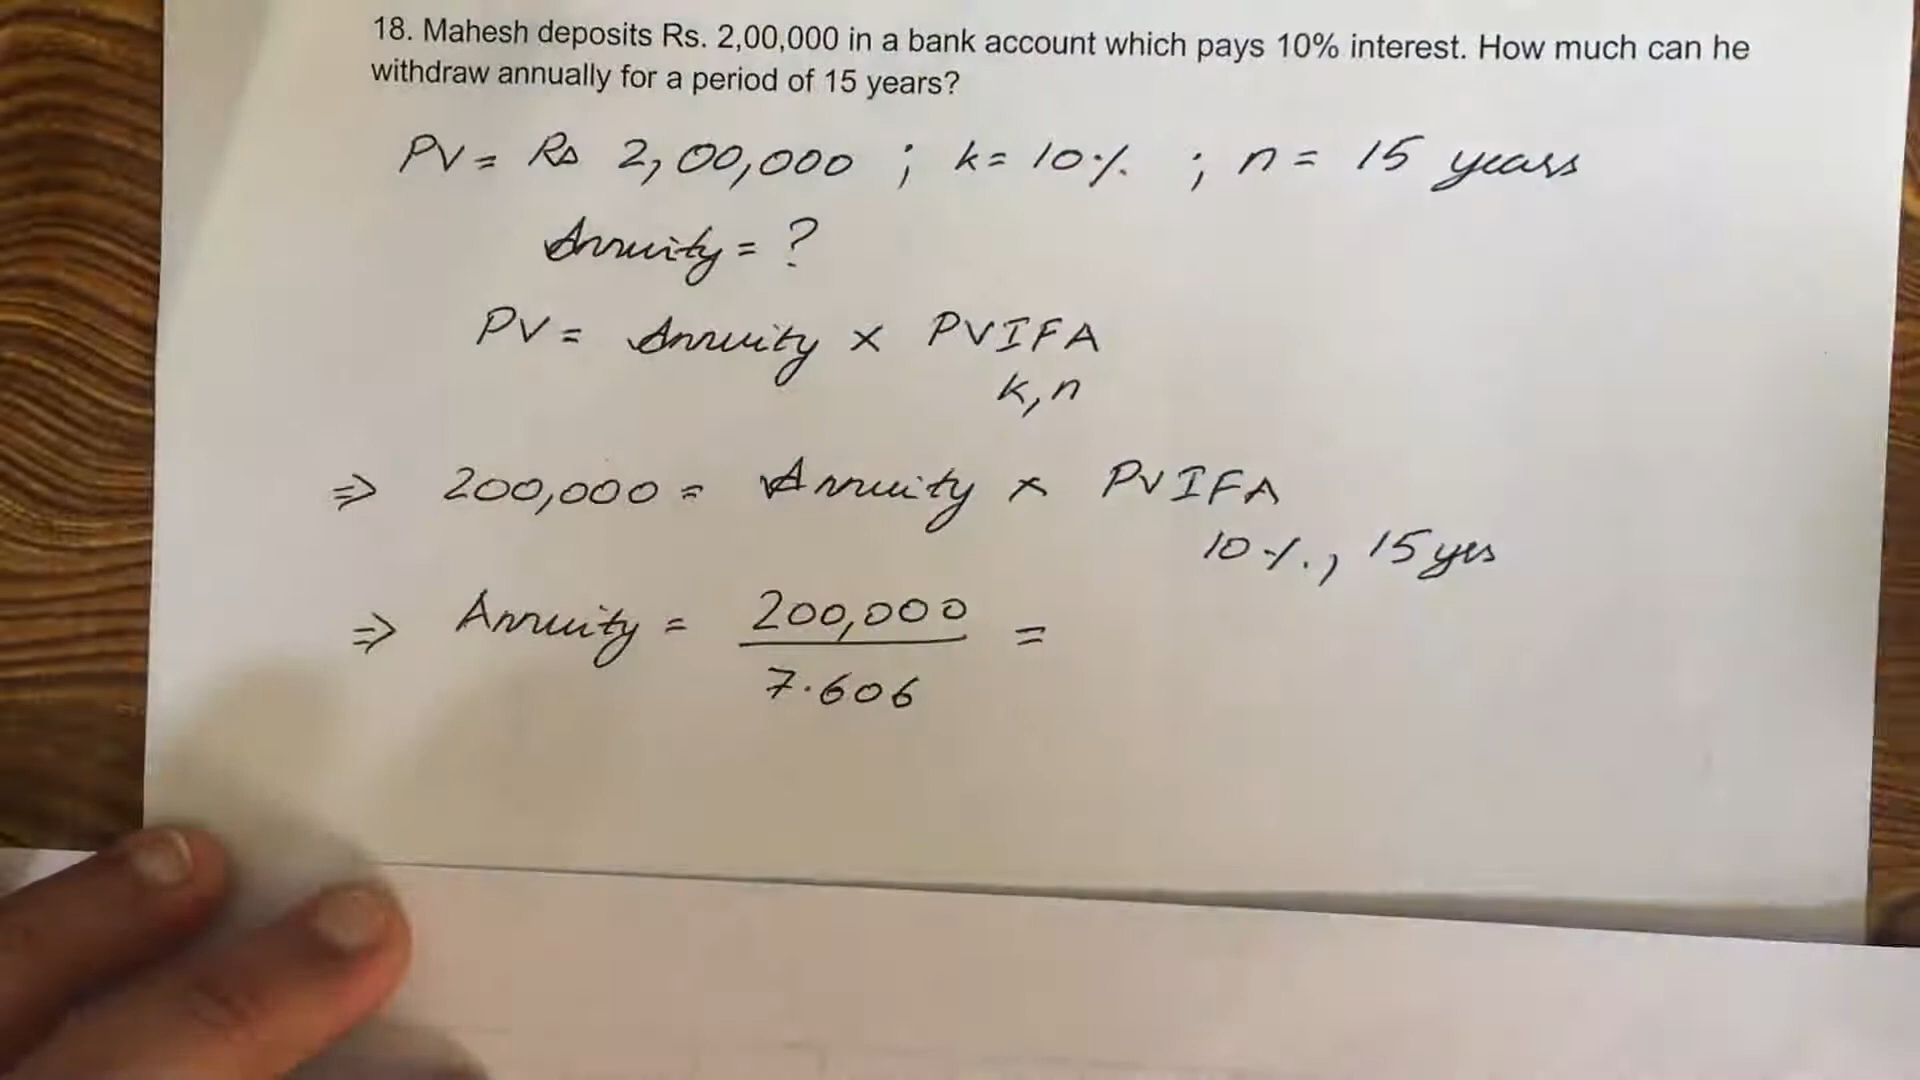 18. Mahesh deposits Rs. 2,00,000 in a bank account which pays 10% interest. How much can he
withdraw annually for a period of 15 years?
PV = Rs 2,00,000 ; k = 10% ; n = 15 years
Annuity = ?
PV = Annuity × PVIFA
k, n
⇒ 200,000 = Annuity × PVIFA
10%, 15 yrs
⇒ Annuity = 200,000 =
7.606